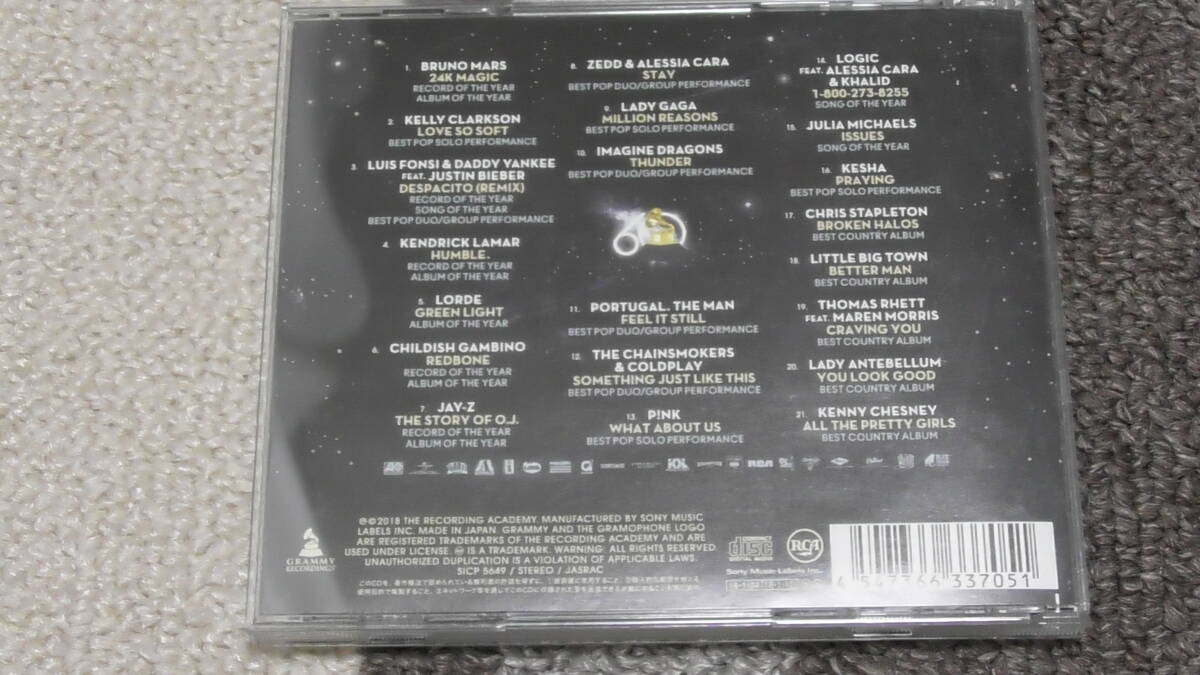 1. BRUNO MARS
24K MAGIC
RECORD OF THE YEAR
ALBUM OF THE YEAR
2. KELLY CLARKSON
LOVE SO SOFT
BEST POP SOLO PERFORMANCE
3. LUIS FONSI & DADDY YANKEE
FEAT. JUSTIN BIEBER
DESPACITO (REMIX)
RECORD OF THE YEAR
SONG OF THE YEAR
BEST POP DUO/GROUP PERFORMANCE
4. KENDRICK LAMAR
HUMBLE.
RECORD OF THE YEAR
ALBUM OF THE YEAR
5. LORDE
GREEN LIGHT
ALBUM OF THE YEAR
6. CHILDISH GAMBINO
REDBONE
RECORD OF THE YEAR
ALBUM OF THE YEAR
7. JAY-Z
THE STORY OF O.J.
RECORD OF THE YEAR
ALBUM OF THE YEAR
8. ZEDD & ALESSIA CARA
STAY
BEST POP DUO/GROUP PERFORMANCE
9. LADY GAGA
MILLION REASONS
BEST POP SOLO PERFORMANCE
10. IMAGINE DRAGONS
THUNDER
BEST POP DUO/GROUP PERFORMANCE
60
11. PORTUGAL. THE MAN
FEEL IT STILL
BEST POP DUO/GROUP PERFORMANCE
12. THE CHAINSMOKERS
& COLDPLAY
SOMETHING JUST LIKE THIS
BEST POP DUO/GROUP PERFORMANCE
13. P!NK
WHAT ABOUT US
BEST POP SOLO PERFORMANCE
14. LOGIC
FEAT. ALESSIA CARA
& KHALID
1-800-273-8255
SONG OF THE YEAR
15. JULIA MICHAELS
ISSUES
SONG OF THE YEAR
16. KESHA
PRAYING
BEST POP SOLO PERFORMANCE
17. CHRIS STAPLETON
BROKEN HALOS
BEST COUNTRY ALBUM
18. LITTLE BIG TOWN
BETTER MAN
BEST COUNTRY ALBUM
19. THOMAS RHETT
FEAT. MAREN MORRIS
CRAVING YOU
BEST COUNTRY ALBUM
20. LADY ANTEBELLUM
YOU LOOK GOOD
BEST COUNTRY ALBUM
21. KENNY CHESNEY
ALL THE PRETTY GIRLS
BEST COUNTRY ALBUM
RCA
GRAMMY
RECORDINGS
℗©2018 THE RECORDING ACADEMY. MANUFACTURED BY SONY MUSIC
LABELS INC. MADE IN JAPAN. GRAMMY AND THE GRAMOPHONE LOGO
ARE REGISTERED TRADEMARKS OF THE RECORDING ACADEMY AND ARE
USED UNDER LICENSE. IS A TRADEMARK. WARNING: ALL RIGHTS RESERVED.
UNAUTHORIZED DUPLICATION IS A VIOLATION OF APPLICABLE LAWS.
SICP 5649 / STEREO / JASRAC
COMPACT
disc
DIGITAL AUDIO
RCA
Sony Music Labels Inc.
4 547366 337051